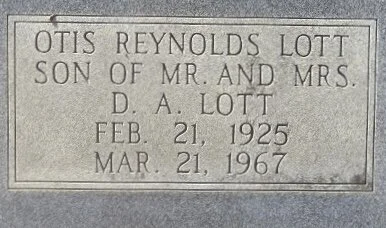 OTIS REYNOLDS LOTT
SON OF MR. AND MRS.
D. A. LOTT
FEB. 21, 1925
MAR. 21, 1967